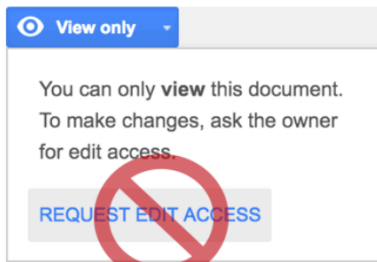 View only
You can only view this document.
To make changes, ask the owner
for edit access.
REQUEST EDIT ACCESS